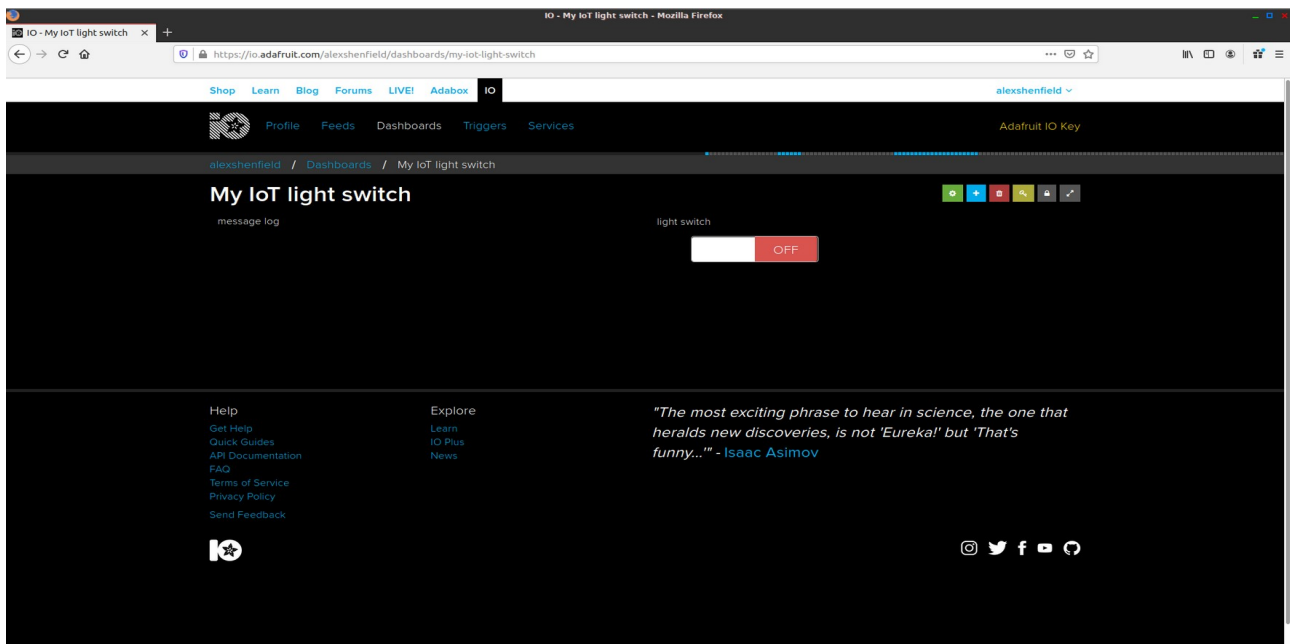 IO - My IoT light switch - Mozilla Firefox
IO - My IoT light switch
https://io.adafruit.com/alexshenfield/dashboards/my-iot-light-switch
Shop Learn Blog Forums LIVE! Adabox IO alexshenfield
Profile Feeds Dashboards Triggers Services Adafruit IO Key
alexshenfield / Dashboards / My IoT light switch
My IoT light switch
message log light switch
OFF
Help Explore
Get Help Learn
Quick Guides IO Plus
API Documentation News
FAQ
Terms of Service
Privacy Policy
Send Feedback
"The most exciting phrase to hear in science, the one that
heralds new discoveries, is not 'Eureka!' but 'That's
funny...'" - Isaac Asimov